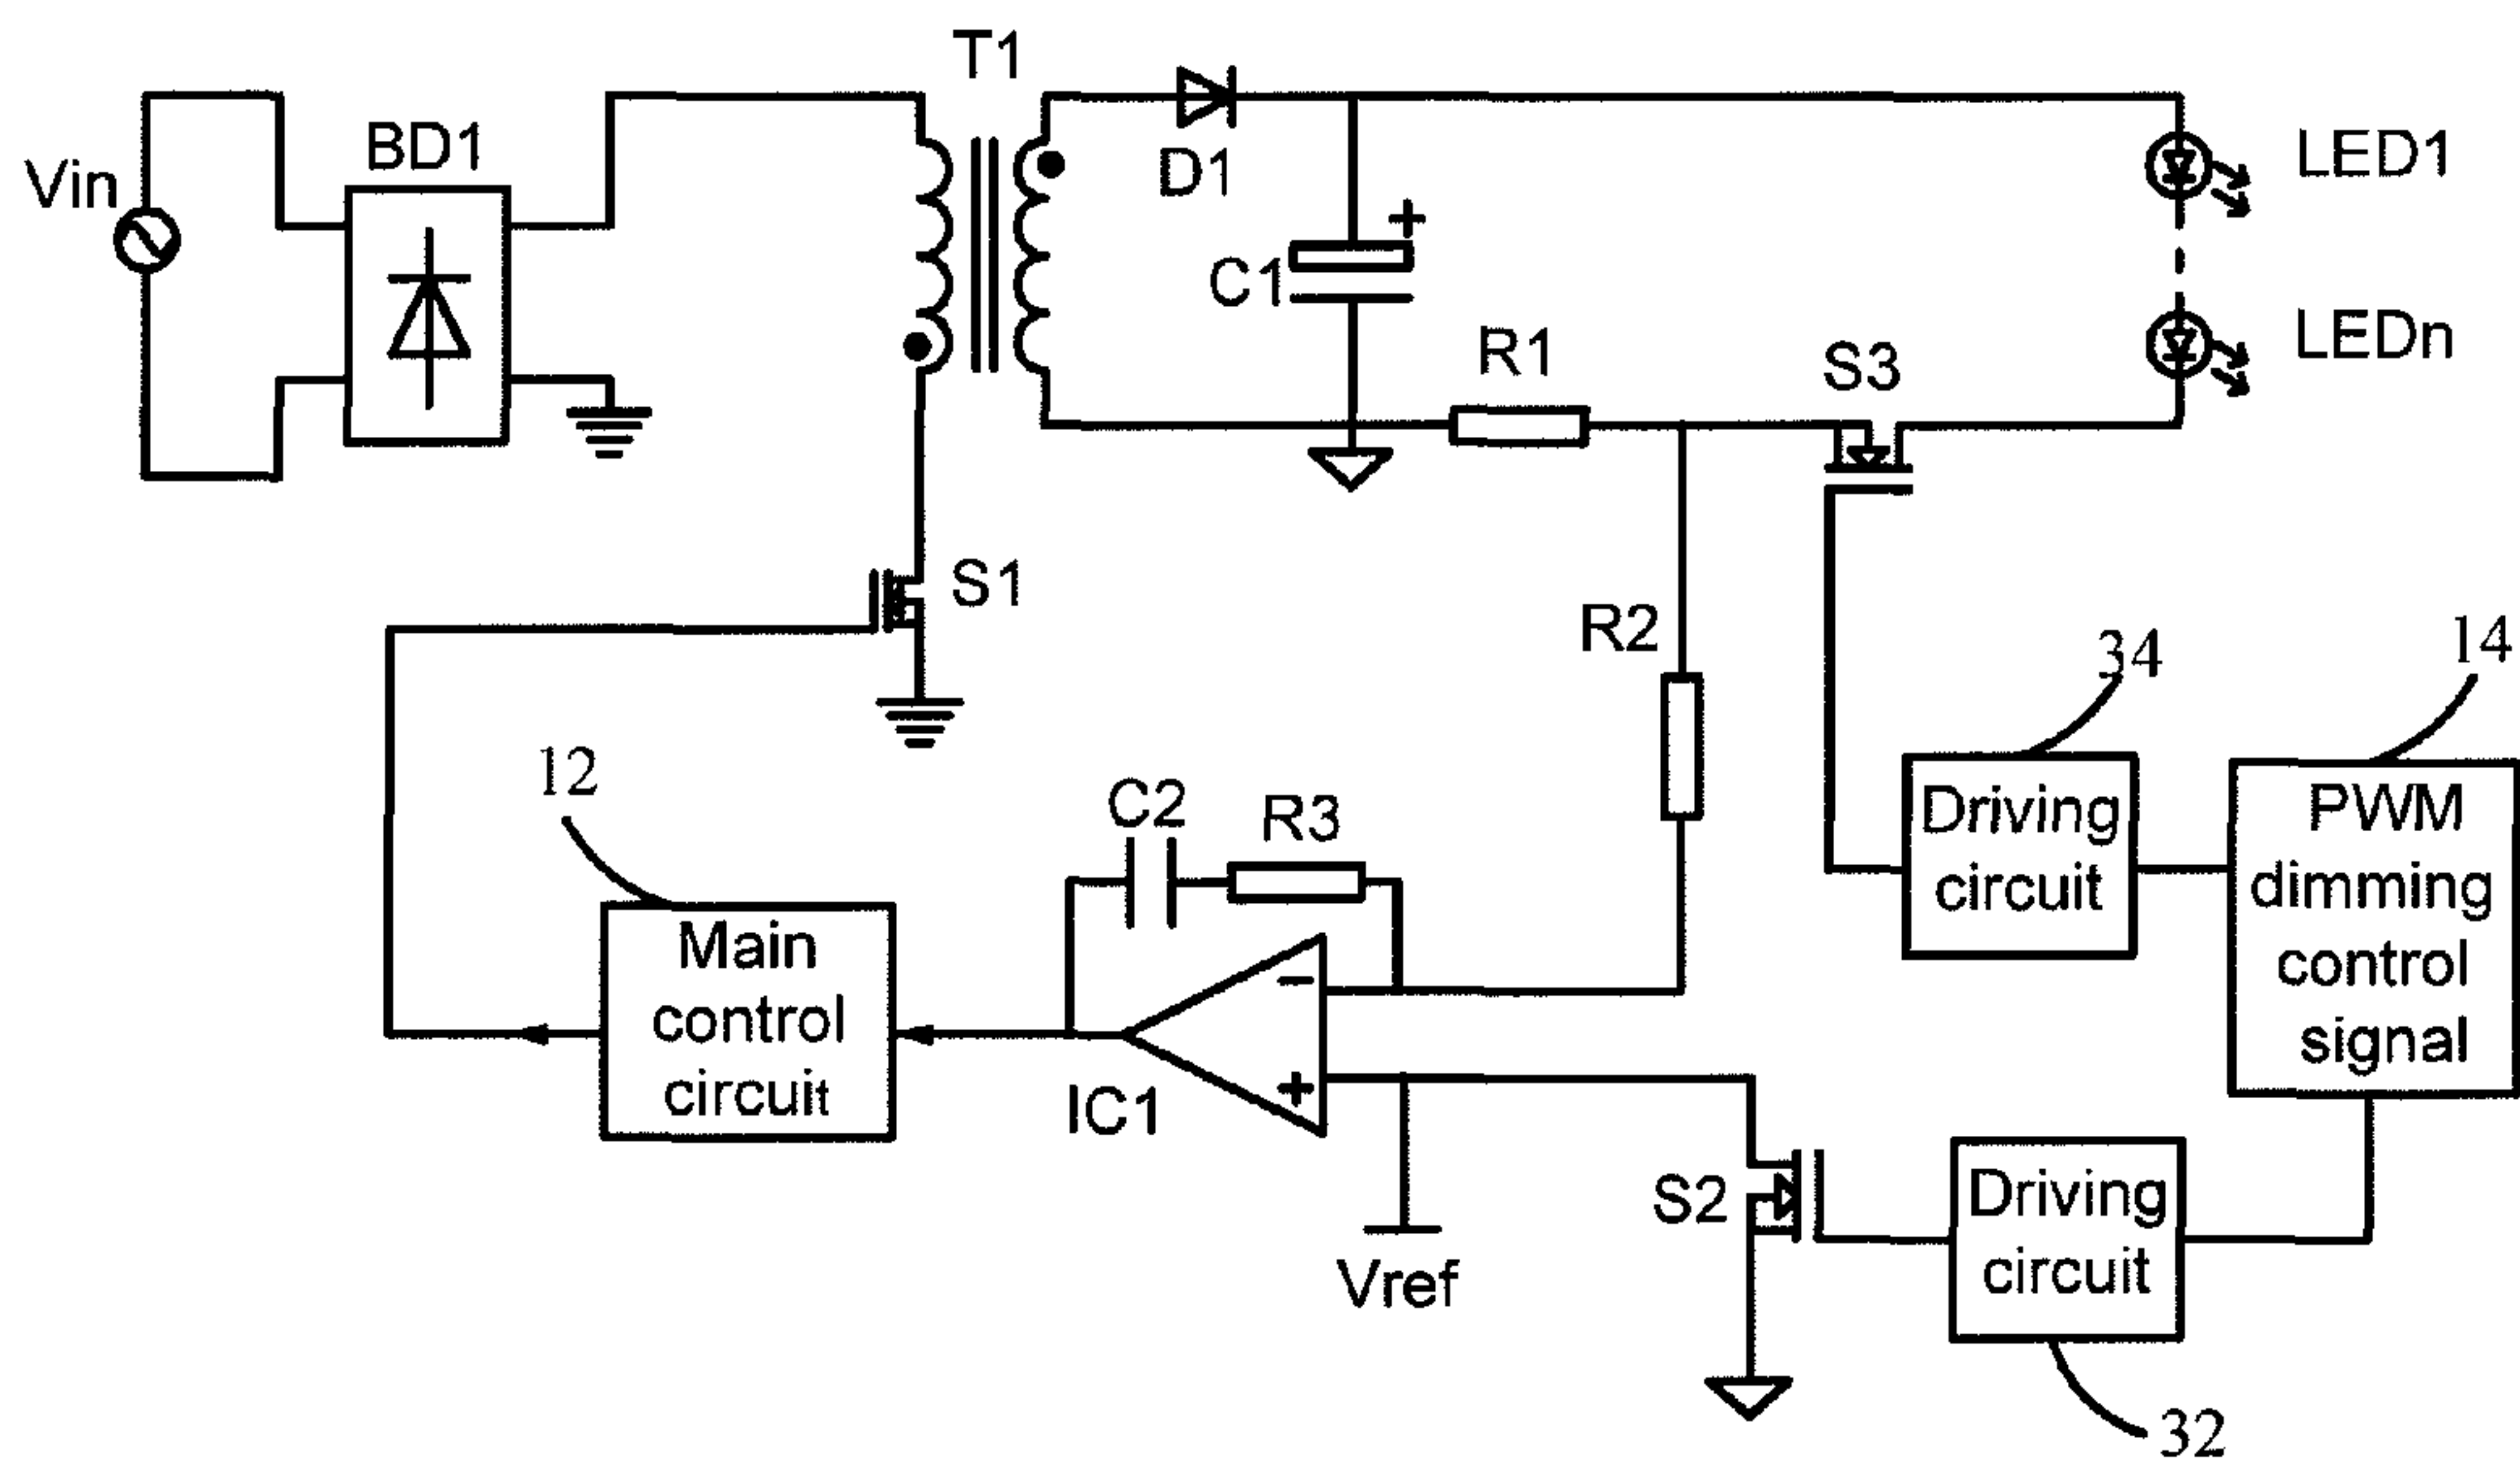 T1
BD1
Vin
D1
LED1
+
C1
LEDn
R1
S3
S1
R2
34
14
12
C2
R3
Driving
circuit
PWM
dimming
control
signal
Main
control
circuit
−
+
IC1
S2
Driving
circuit
Vref
32